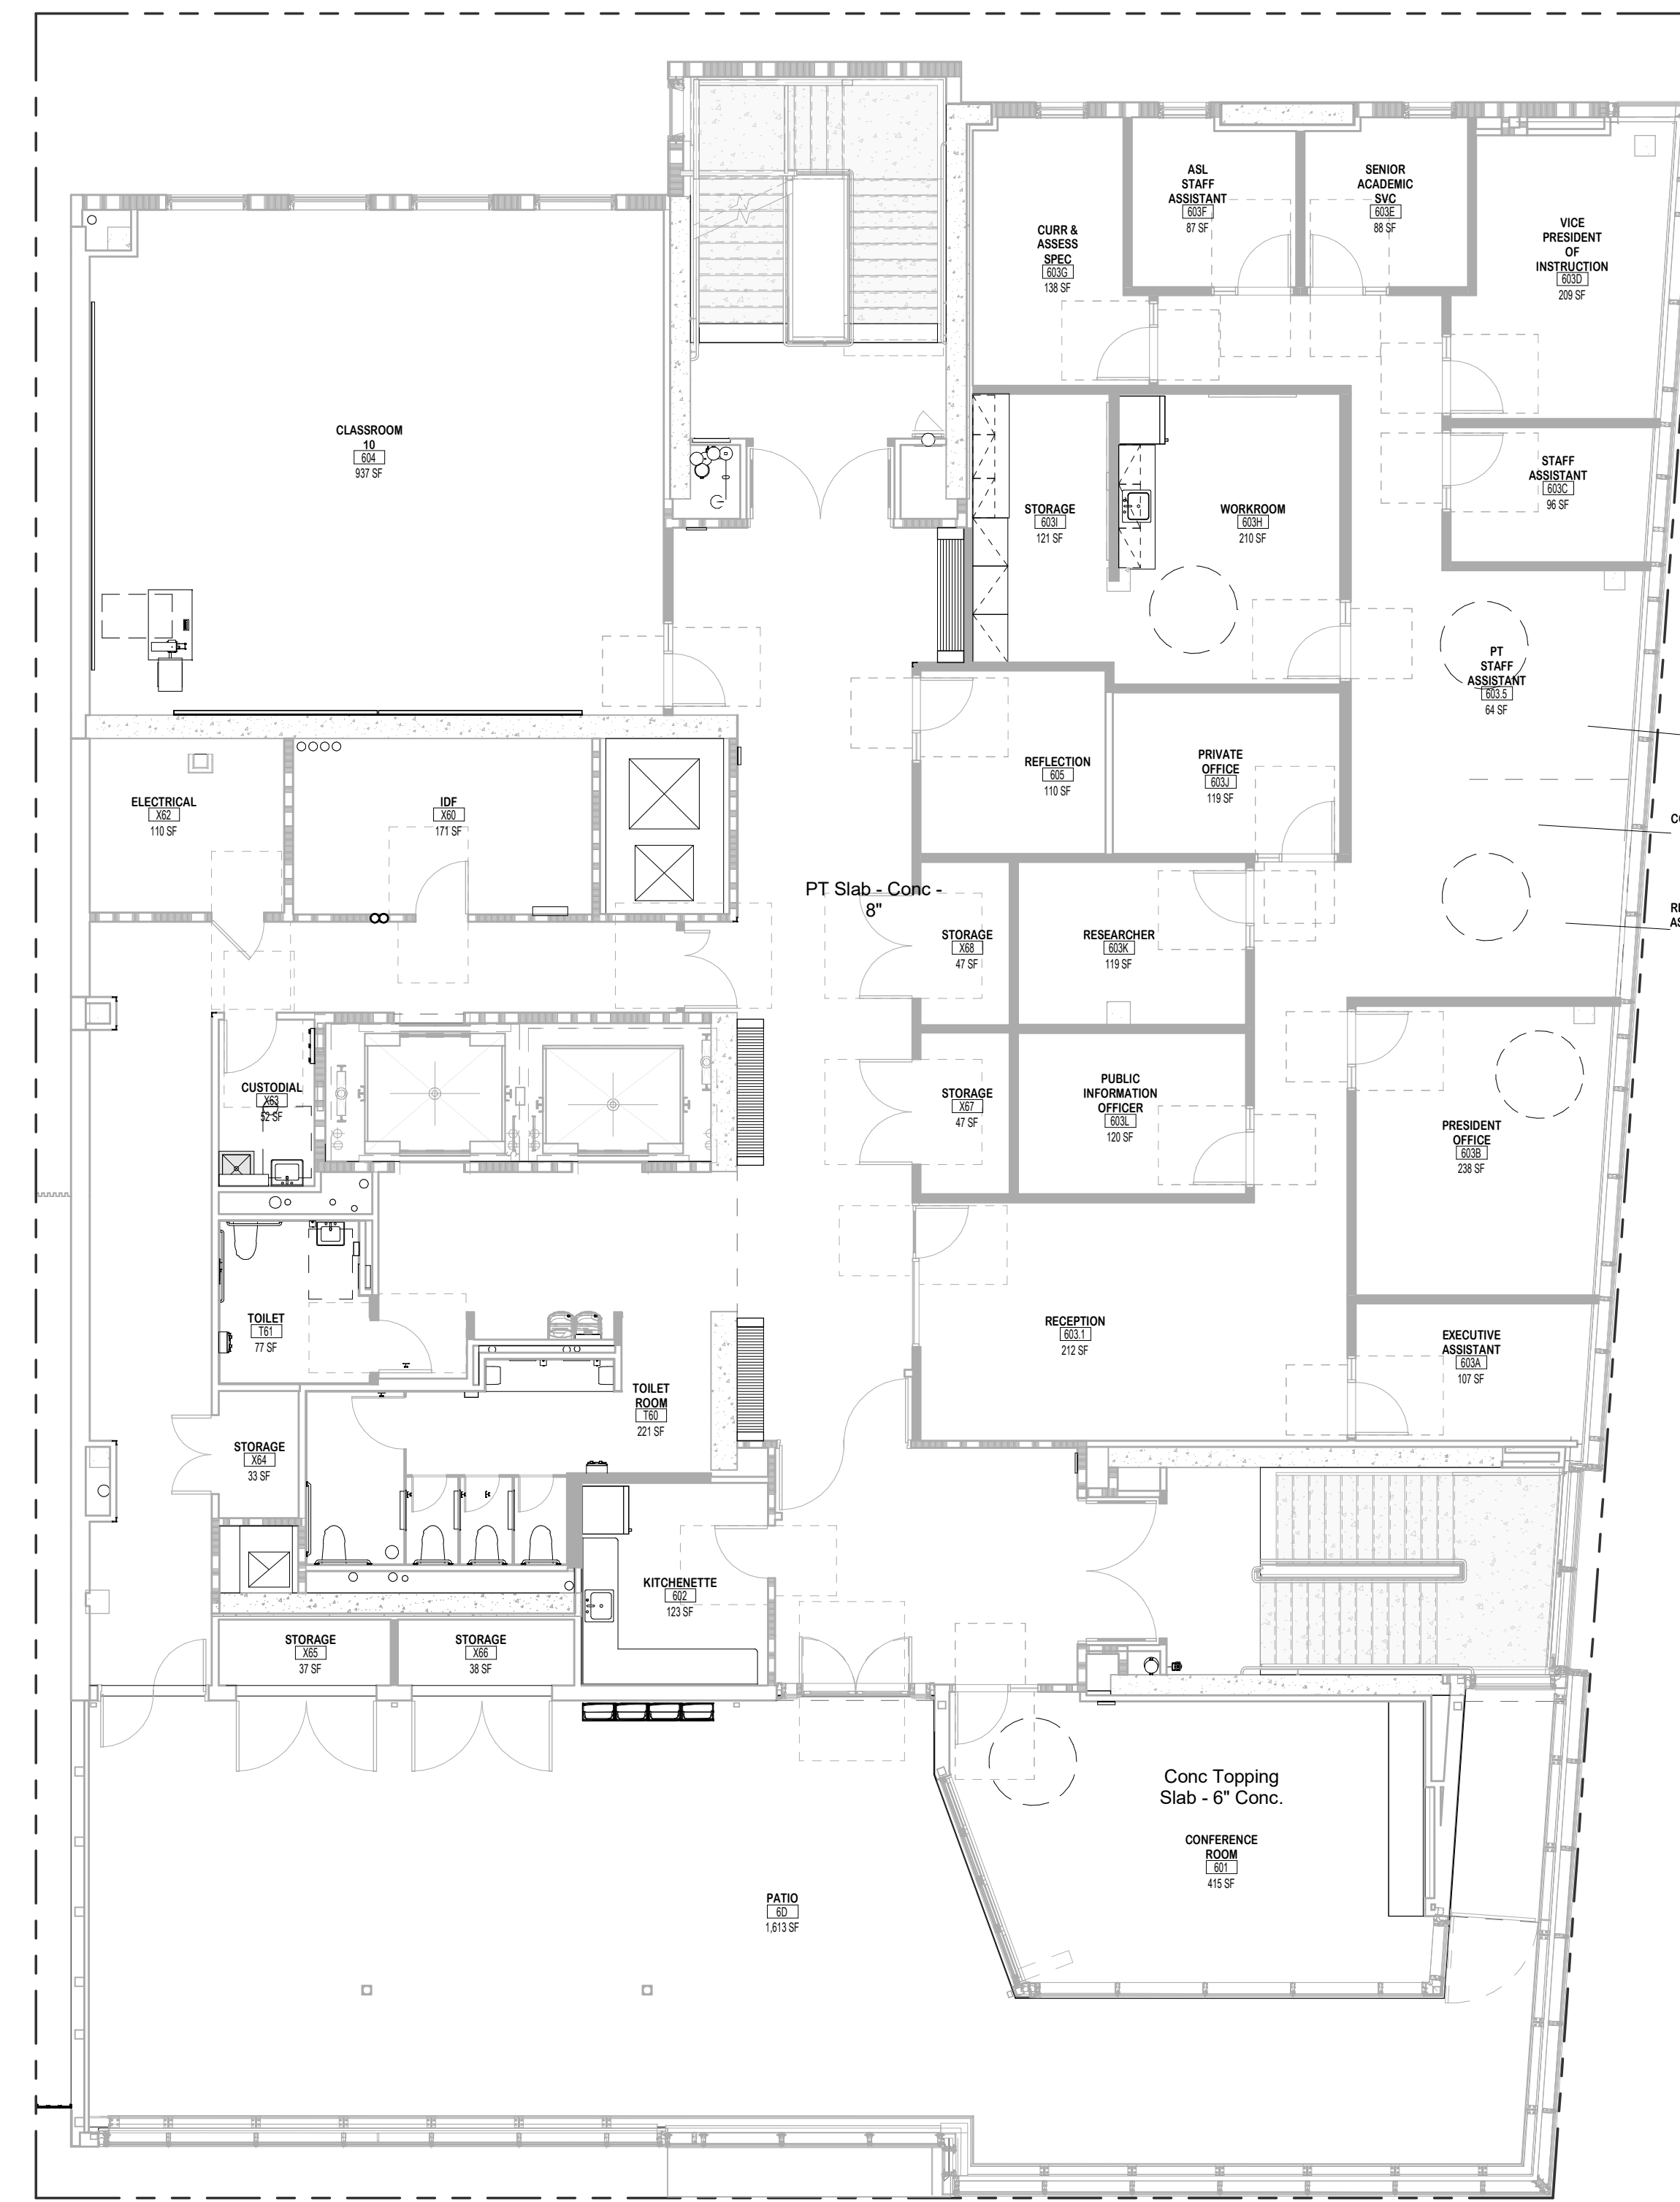 ASL
STAFF
ASSISTANT
603F
87 SF
SENIOR
ACADEMIC
SVC
603E
88 SF
CURR &
ASSESS
SPEC
603G
138 SF
VICE
PRESIDENT
OF
INSTRUCTION
603D
209 SF
CLASSROOM
10
604
937 SF
STAFF
ASSISTANT
603C
96 SF
STORAGE
603I
121 SF
WORKROOM
603H
210 SF
PT
STAFF
ASSISTANT
603.5
64 SF
REFLECTION
605
110 SF
PRIVATE
OFFICE
603J
119 SF
ELECTRICAL
X62
110 SF
IDF
X60
171 SF
PT Slab - Conc -
8"
STORAGE
X68
47 SF
RESEARCHER
603K
119 SF
CUSTODIAL
X63
52 SF
STORAGE
X67
47 SF
PUBLIC
INFORMATION
OFFICER
603L
120 SF
PRESIDENT
OFFICE
603B
238 SF
TOILET
T61
77 SF
RECEPTION
603.1
212 SF
EXECUTIVE
ASSISTANT
603A
107 SF
TOILET
ROOM
T60
221 SF
STORAGE
X64
33 SF
KITCHENETTE
602
123 SF
STORAGE
X65
37 SF
STORAGE
X66
38 SF
Conc Topping
Slab - 6" Conc.
CONFERENCE
ROOM
601
415 SF
PATIO
6D
1,613 SF